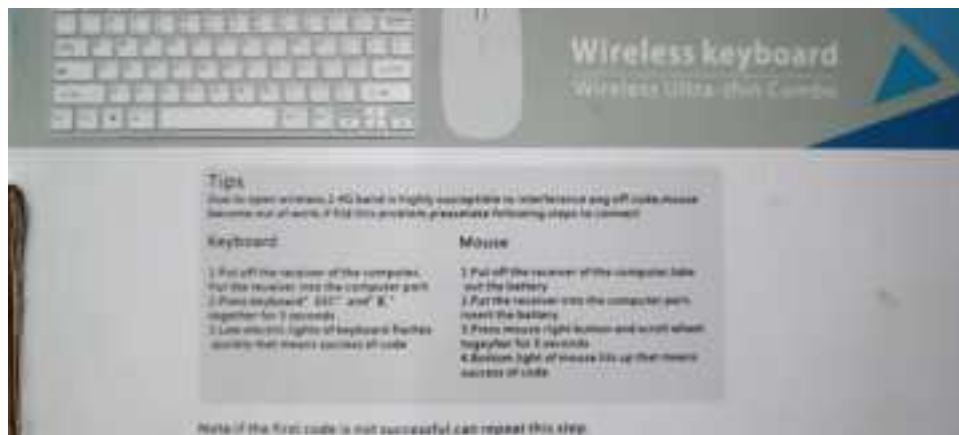 Wireless keyboard
Wireless Ultra-thin Combo
Tips
Due to open wireless 2.4G band is highly susceptible to interference ang off code, mouse
become out of work, if fid this problem, please take following steps to connect
Keyboard
1.Put off the receiver of the computer,
Put the receiver into the computer port
2.Press keyboard" ESC" and"
together for 3 seconds
3.Low electric lights of keyboard flashes
quickly that means success of code
Mouse
1.Put off the receiver of the computer,take
out the battery
2.Put the receiver into the computer port,
insert the battery
3.Press mouse right button and scroll wheel
togeyher for 3 seconds
4.Bottom light of mouse lits up that means
success of code
Note:if the first code is not successful can repeat this step.